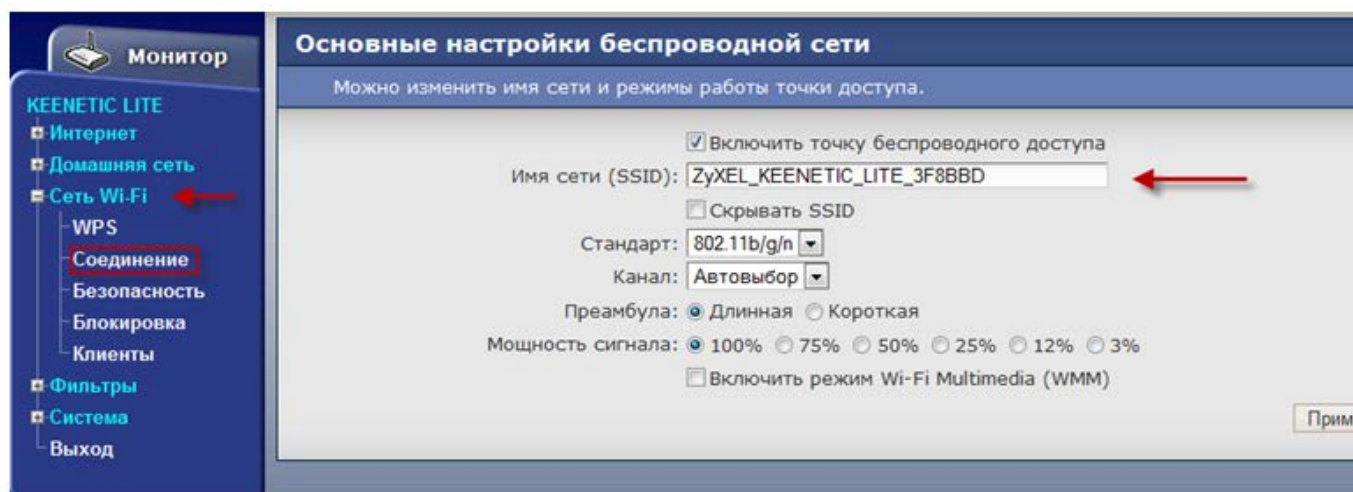 Монитор
KEENETIC LITE
Интернет
Домашняя сеть
Сеть Wi-Fi
WPS
Соединение
Безопасность
Блокировка
Клиенты
Фильтры
Система
Выход
Основные настройки беспроводной сети
Можно изменить имя сети и режимы работы точки доступа.
Включить точку беспроводного доступа
Имя сети (SSID): ZyXEL_KEENETIC_LITE_3F8BBD
Скрывать SSID
Стандарт: 802.11b/g/n
Канал: Автовыбор
Преамбула: Длинная Короткая
Мощность сигнала: 100% 75% 50% 25% 12% 3%
Включить режим Wi-Fi Multimedia (WMM)
Прим